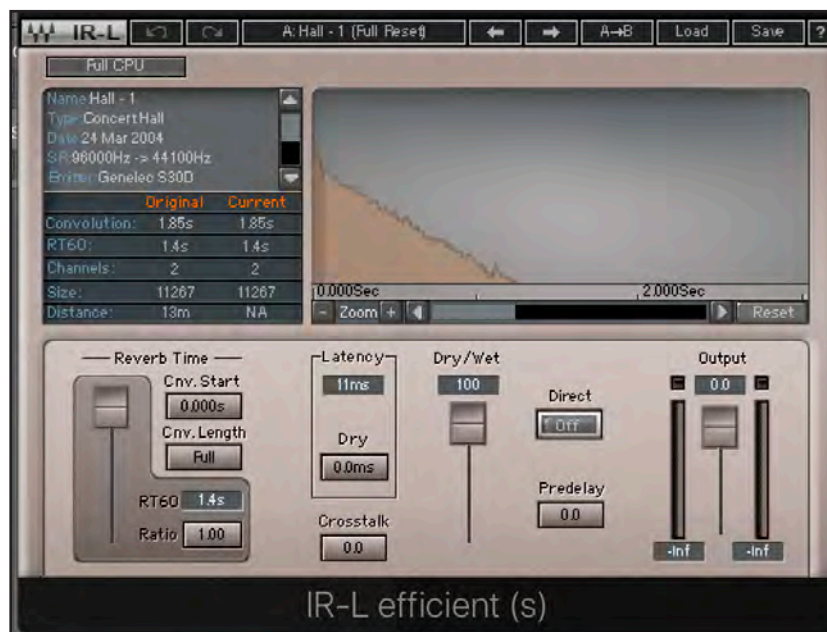 IR-L A: Hall - 1 (Full Reset) A→B Load Save ?
Full CPU
Name: Hall - 1
Type: Concert Hall
Date: 24 Mar 2004
SR: 96000Hz -> 44100Hz
Emitter: Genelec S30D
Original Current
Convolution: 1.85s 1.85s
RT60: 1.4s 1.4s
Channels: 2 2
Size: 11267 11267
Distance: 13m NA
0.000Sec 2.000Sec
- Zoom + Reset
Reverb Time
Cnv. Start
0.000s
Cnv. Length
Full
RT60 1.4s
Ratio 1.00
Latency
11ms
Dry
0.0ms
Crosstalk
0.0
Dry/Wet
100
Direct
Off
Predelay
0.0
Output
0.0
-Inf -Inf
IR-L efficient (s)